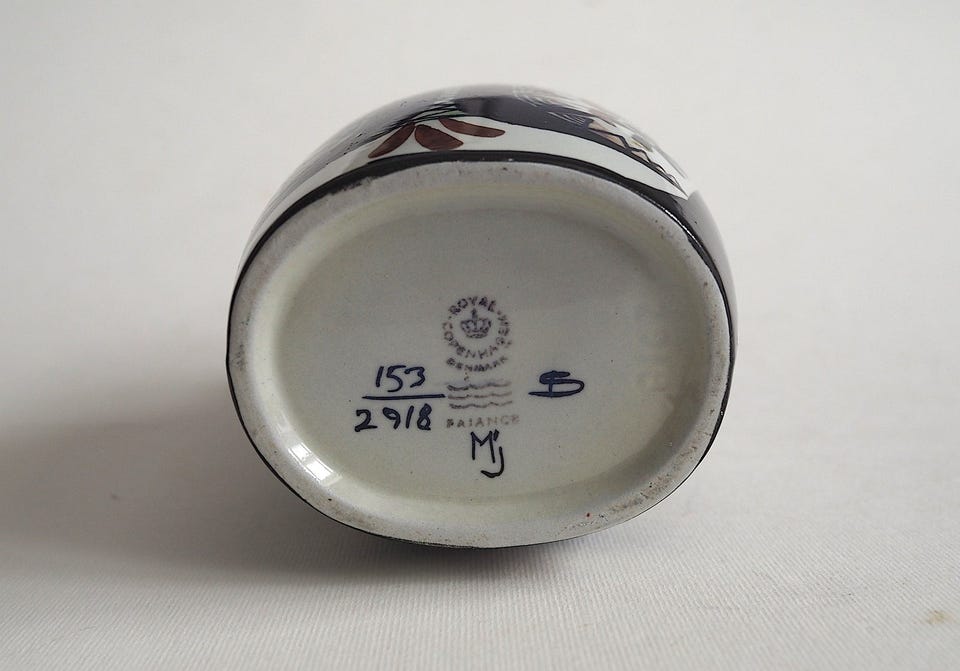 ROYAL COPENHAGEN
DENMARK
153
2918
FAIANCE
MJ